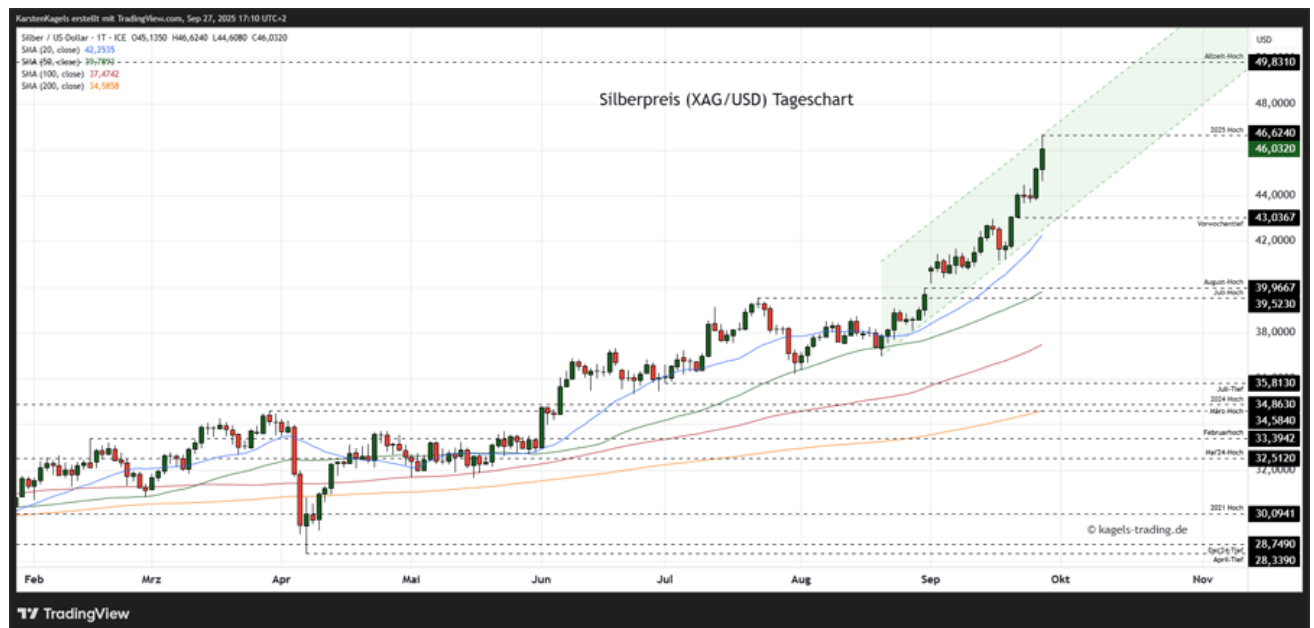 KarstenKagels erstellt mit TradingView.com, Sep 27, 2025 17:10 UTC+2
Silber / US-Dollar · 1T · ICE O45,1350 H46,6240 L44,6080 C46,0320
SMA (20, close) 42,2535
SMA (50, close)
SMA (100, close) 37,4742
SMA (200, close) 34,5858
USD
Silberpreis (XAG/USD) Tageschart
Allzeit-Hoch 49,8310
48,0000
2025 Hoch 46,6240
46,0320
44,0000
43,0367
Vorwochentief
42,0000
August-Hoch 39,9667
Juli-Hoch 39,5230
38,0000
35,8130
Juli-Tief
2024 Hoch 34,8630
März-Hoch 34,5840
Februarhoch 33,3942
Mai'24-Hoch 32,5120
32,0000
2021 Hoch 30,0941
© kagels-trading.de
28,7490
Dez'24-Tief
April-Tief 28,3390
Feb Mrz Apr Mai Jun Jul Aug Sep Okt Nov
TradingView